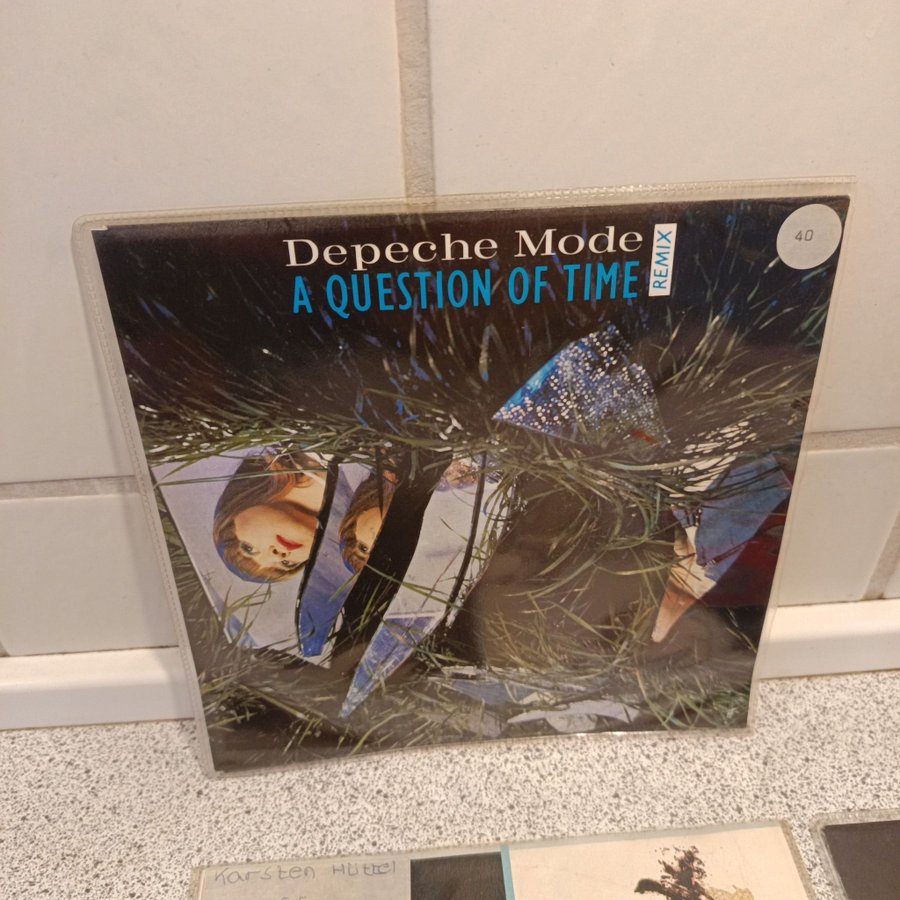 Depeche Mode
A QUESTION OF TIME
REMIX
40
Karsten Hüttel